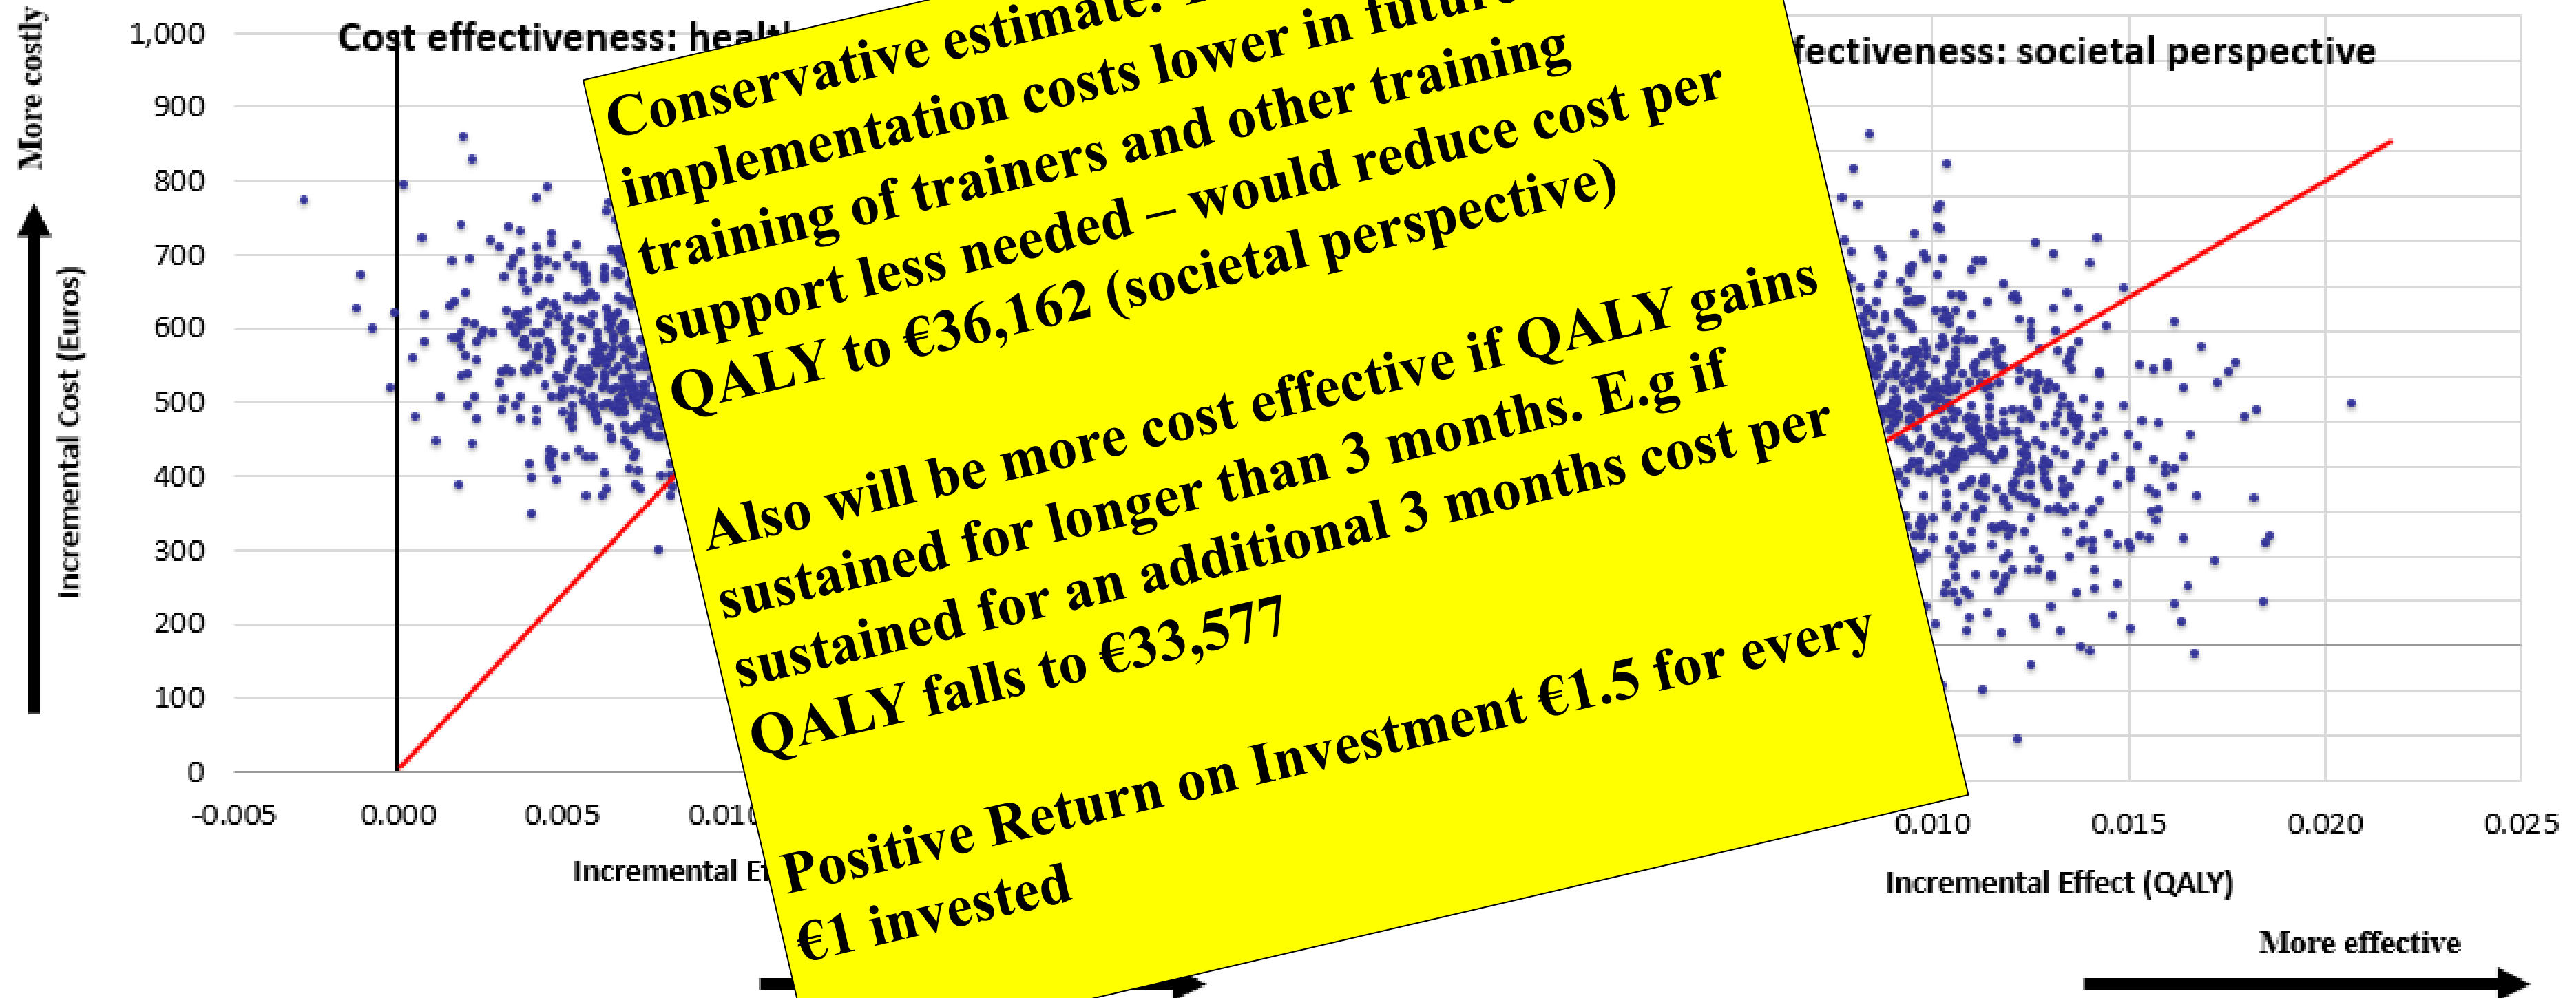 More costly
Incremental Cost (Euros)
1,000
900
800
700
600
500
400
300
200
100
0
Cost effectiveness:
-0.005
0.000
0.005
Incremental
Conservative estimate.
implementation costs lower in future
training of trainers and other training
support less needed – would reduce cost per
QALY to €36,162 (societal perspective)
Also will be more cost effective if QALY gains
sustained for longer than 3 months. E.g if
sustained for an additional 3 months cost per
QALY falls to €33,577
Positive Return on Investment €1.5 for every
€1 invested
fectiveness: societal perspective
0.010
0.015
0.020
0.025
Incremental Effect (QALY)
More effective